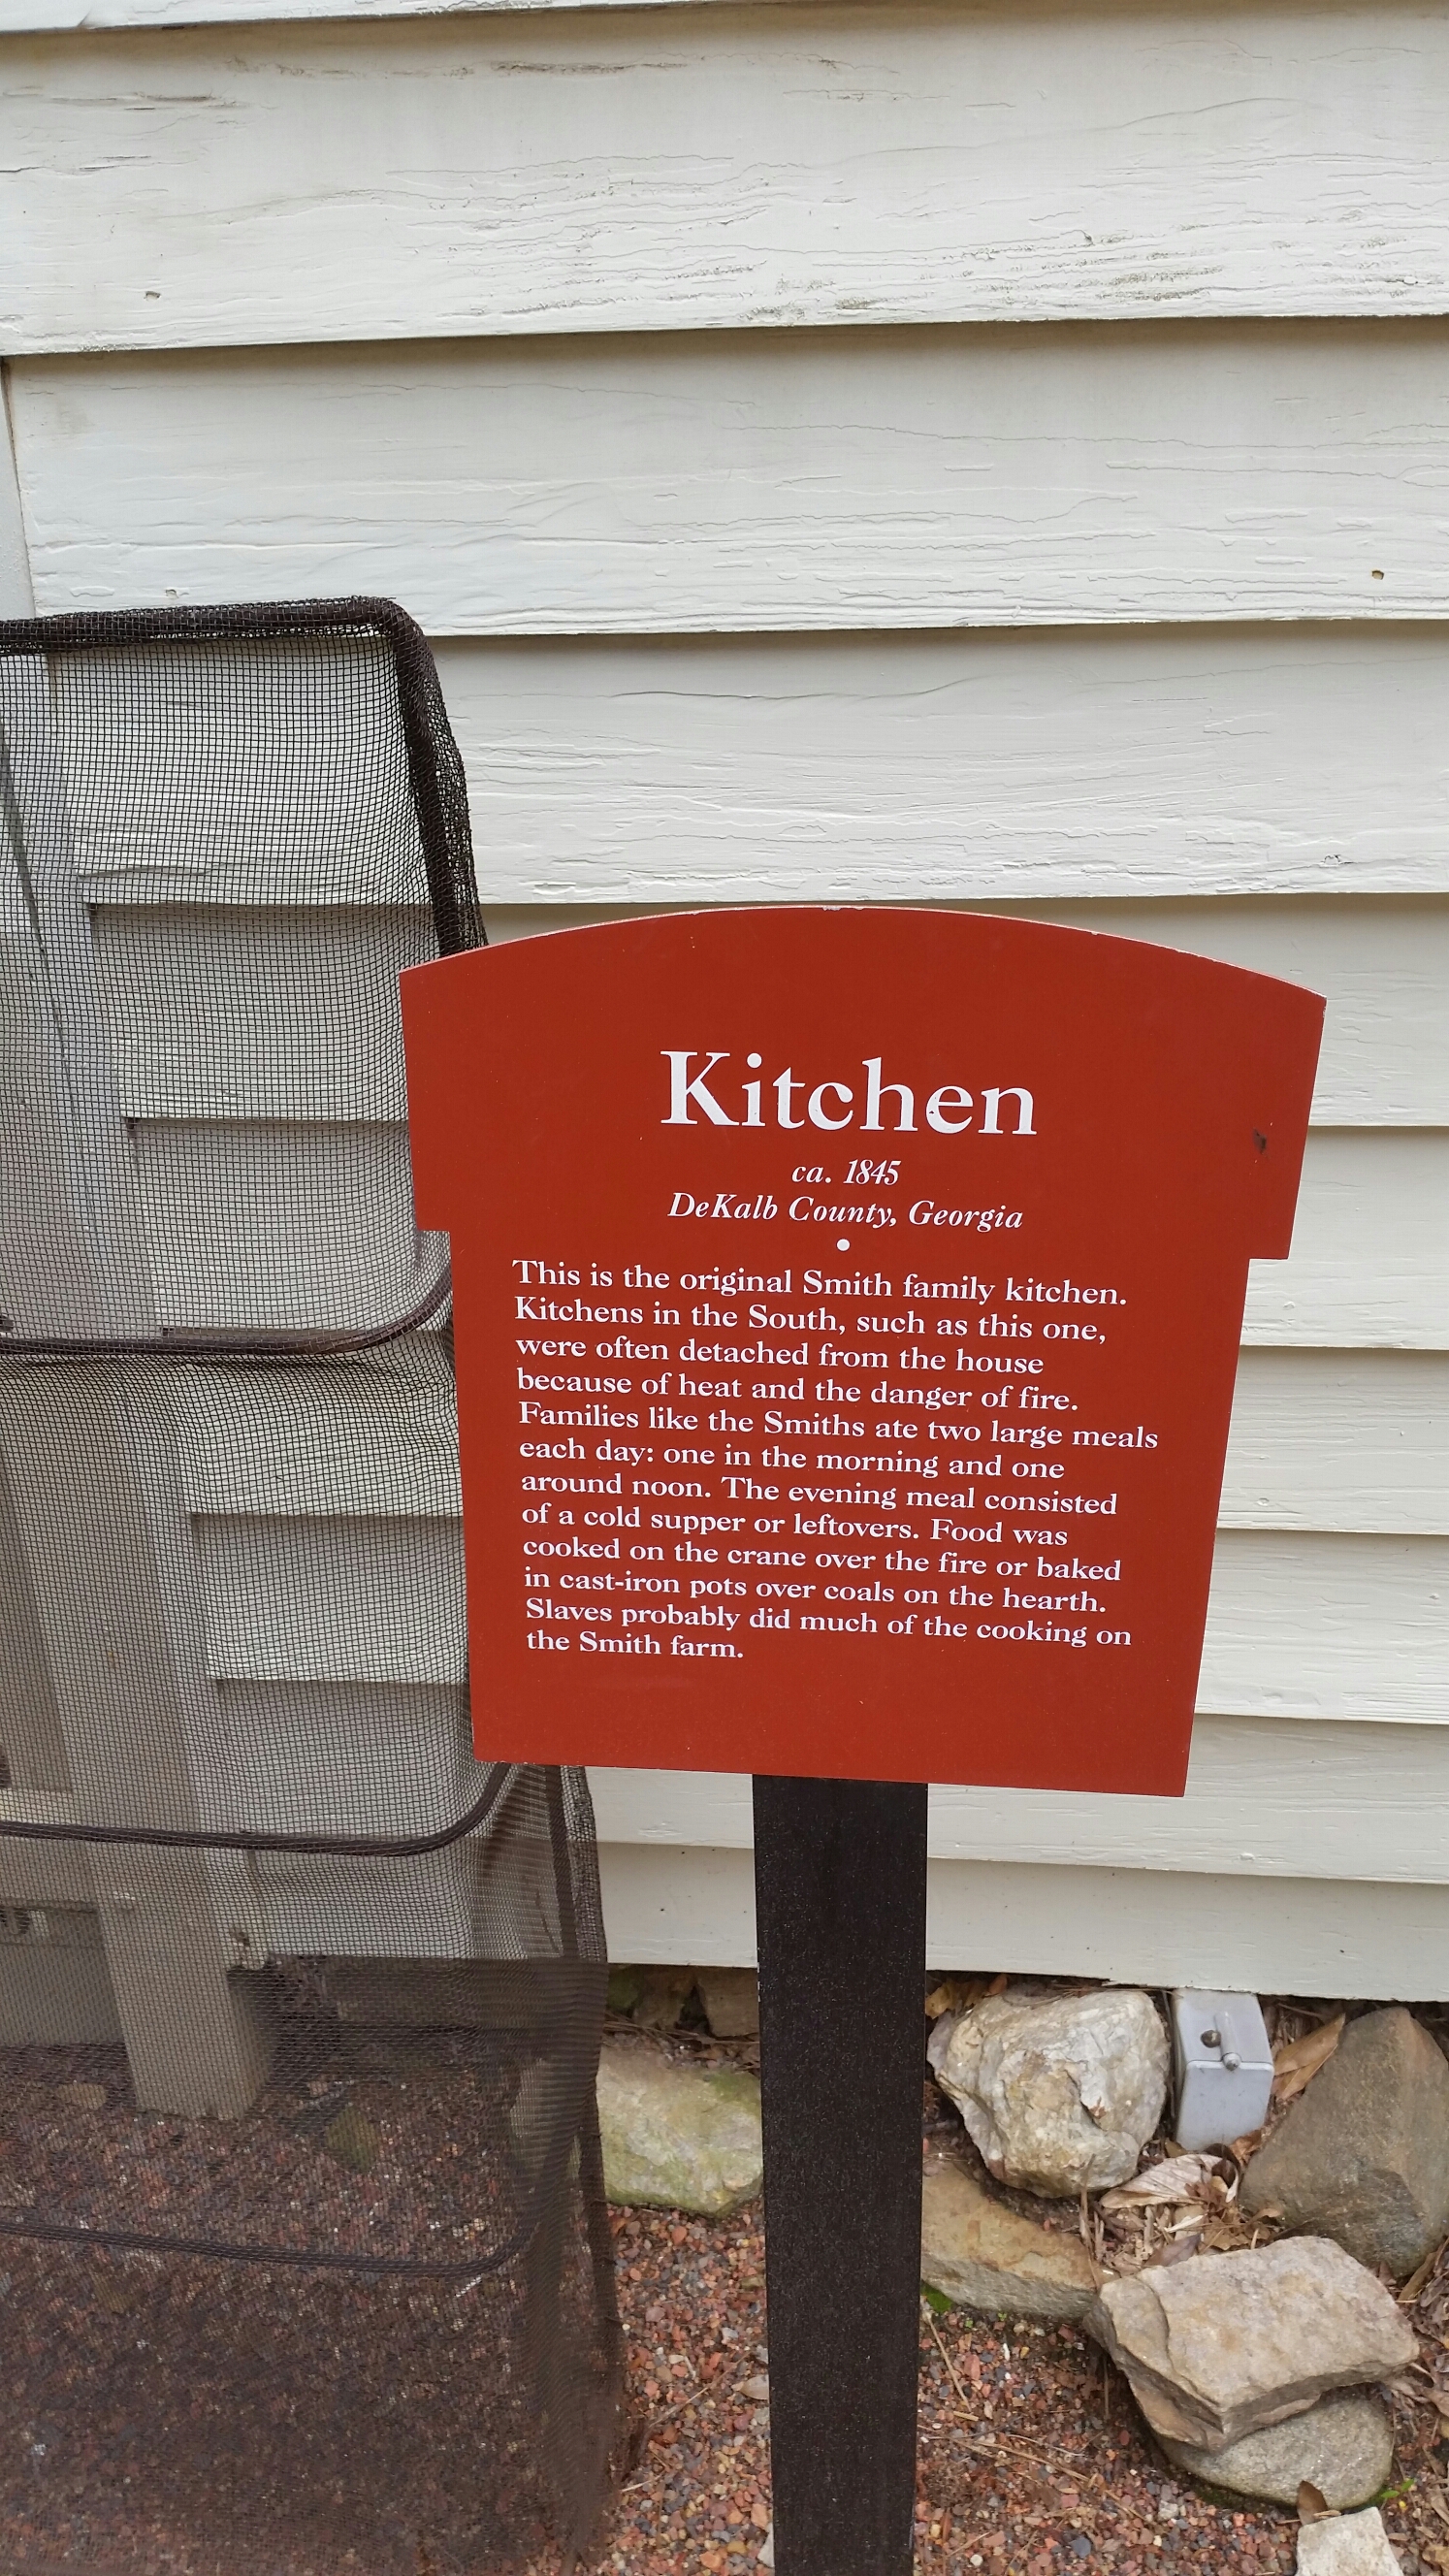 Kitchen
ca. 1845
DeKalb County, Georgia
•
This is the original Smith family kitchen.
Kitchens in the South, such as this one,
were often detached from the house
because of heat and the danger of fire.
Families like the Smiths ate two large meals
each day: one in the morning and one
around noon. The evening meal consisted
of a cold supper or leftovers. Food was
cooked on the crane over the fire or baked
in cast-iron pots over coals on the hearth.
Slaves probably did much of the cooking on
the Smith farm.